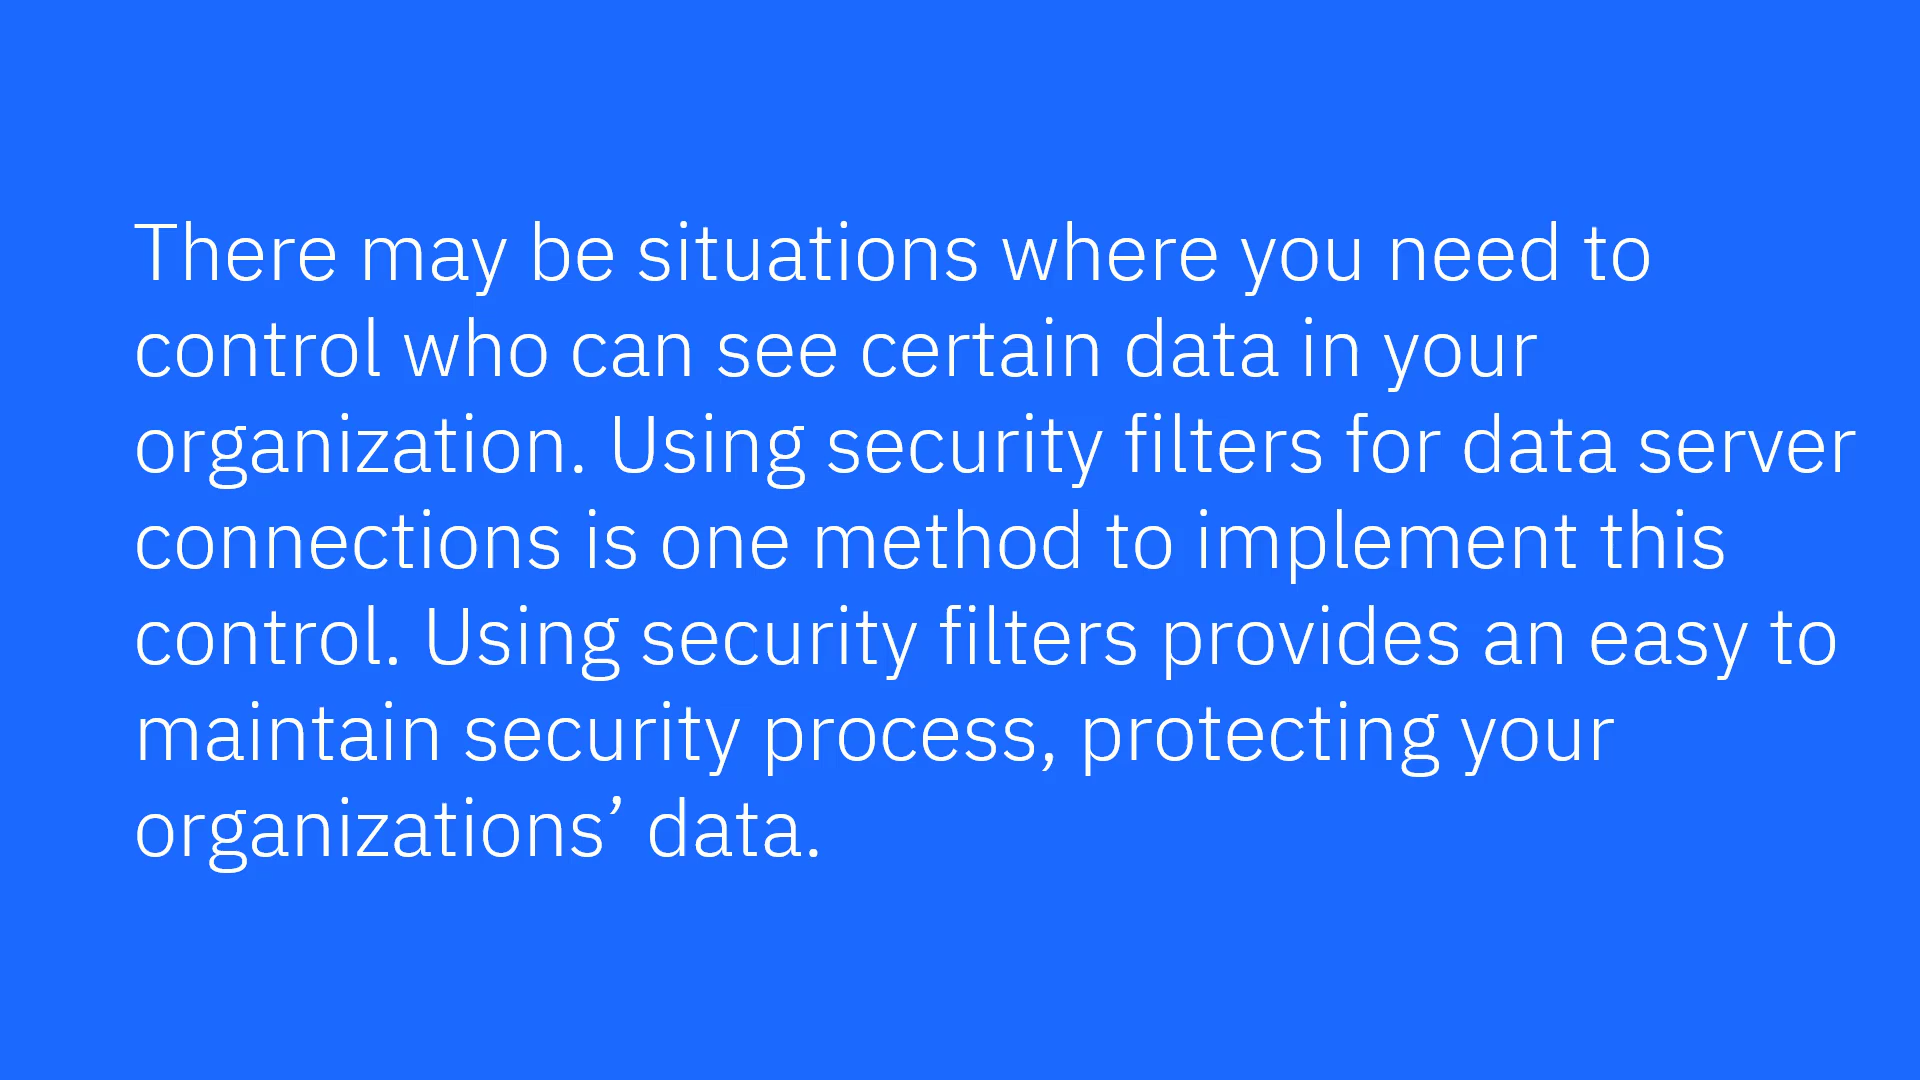 There may be situations where you need to
control who can see certain data in your
organization. Using security filters for data server
connections is one method to implement this
control. Using security filters provides an easy to
maintain security process, protecting your
organizations’ data.